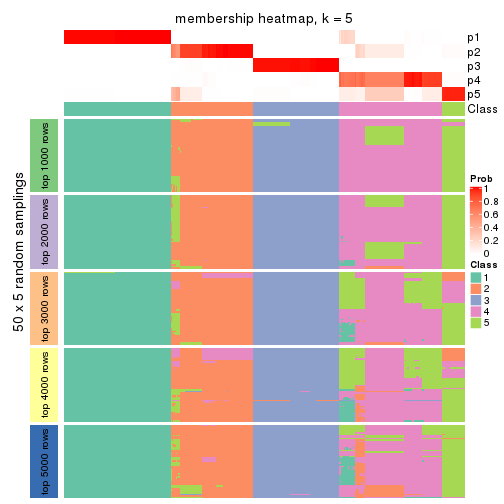 membership heatmap, k = 5
p1
p2
p3
p4
p5
Class
50 x 5 random samplings
top 1000 rows
top 2000 rows
top 3000 rows
top 4000 rows
top 5000 rows
Prob
1
0.8
0.6
0.4
0.2
0
Class
1
2
3
4
5